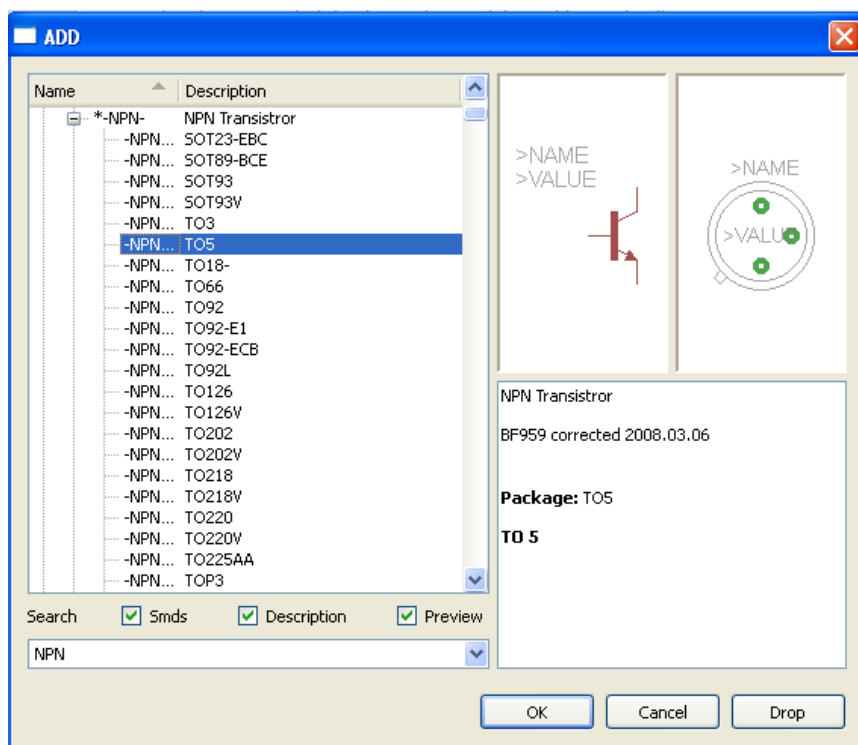 ADD
Name Description
*-NPN- NPN Transistror
-NPN... SOT23-EBC
-NPN... SOT89-BCE
-NPN... SOT93
-NPN... SOT93V
-NPN... TO3
-NPN... TO5
-NPN... TO18-
-NPN... TO66
-NPN... TO92
-NPN... TO92-E1
-NPN... TO92-ECB
-NPN... TO92L
-NPN... TO126
-NPN... TO126V
-NPN... TO202
-NPN... TO202V
-NPN... TO218
-NPN... TO218V
-NPN... TO220
-NPN... TO220V
-NPN... TO225AA
-NPN... TOP3
Search Smds Description Preview
NPN
>NAME
>VALUE
>NAME
>VALUE
NPN Transistror
BF959 corrected 2008.03.06
Package: TO5
TO 5
OK Cancel Drop